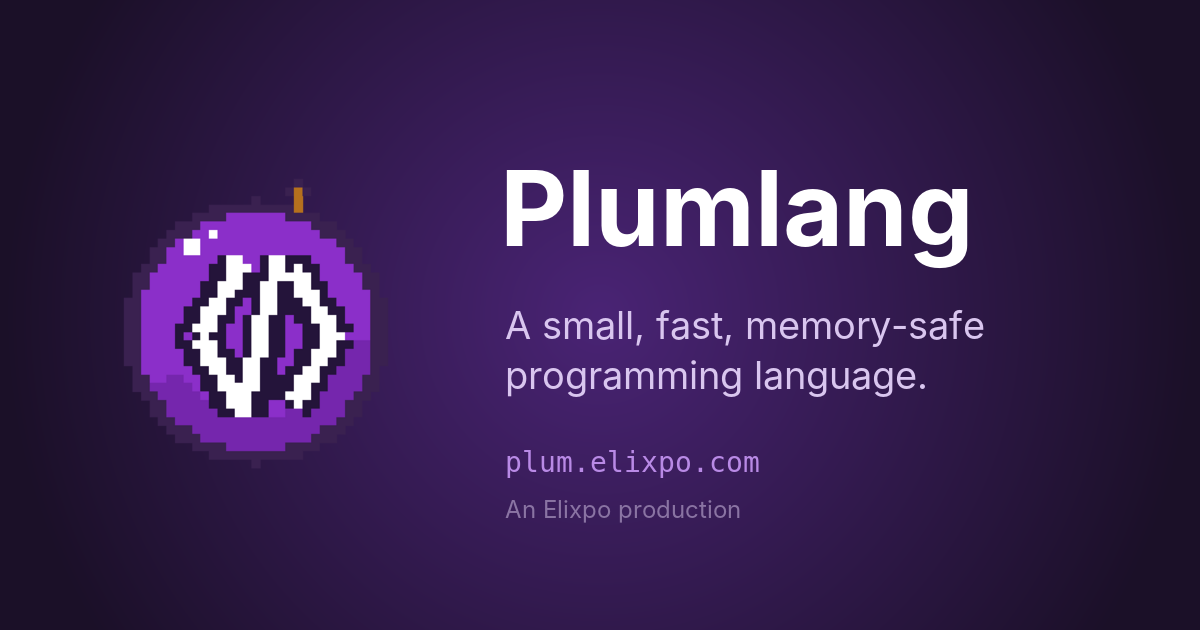 Plumlang
A small, fast, memory-safe
programming language.
plum.elixpo.com
An Elixpo production